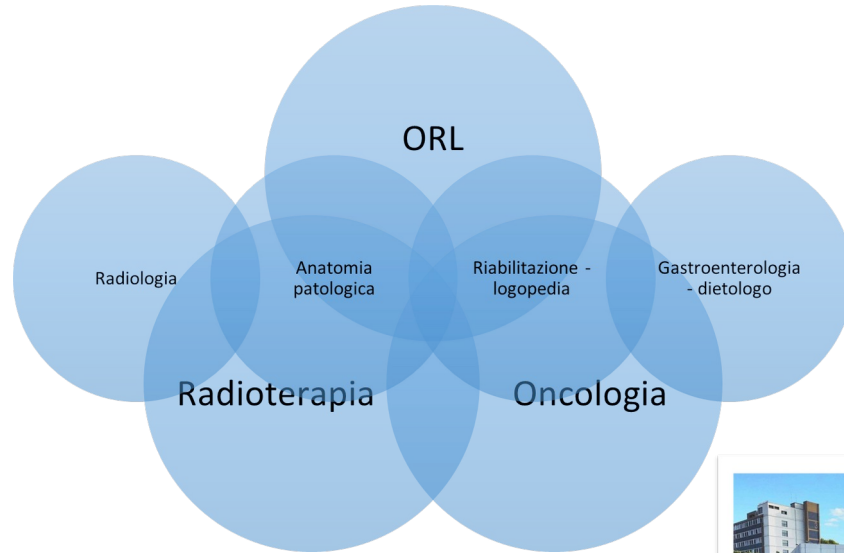 ORL
Radiologia
Anatomia
patologica
Riabilitazione -
logopedia
Gastroenterologia
- dietologo
Radioterapia
Oncologia